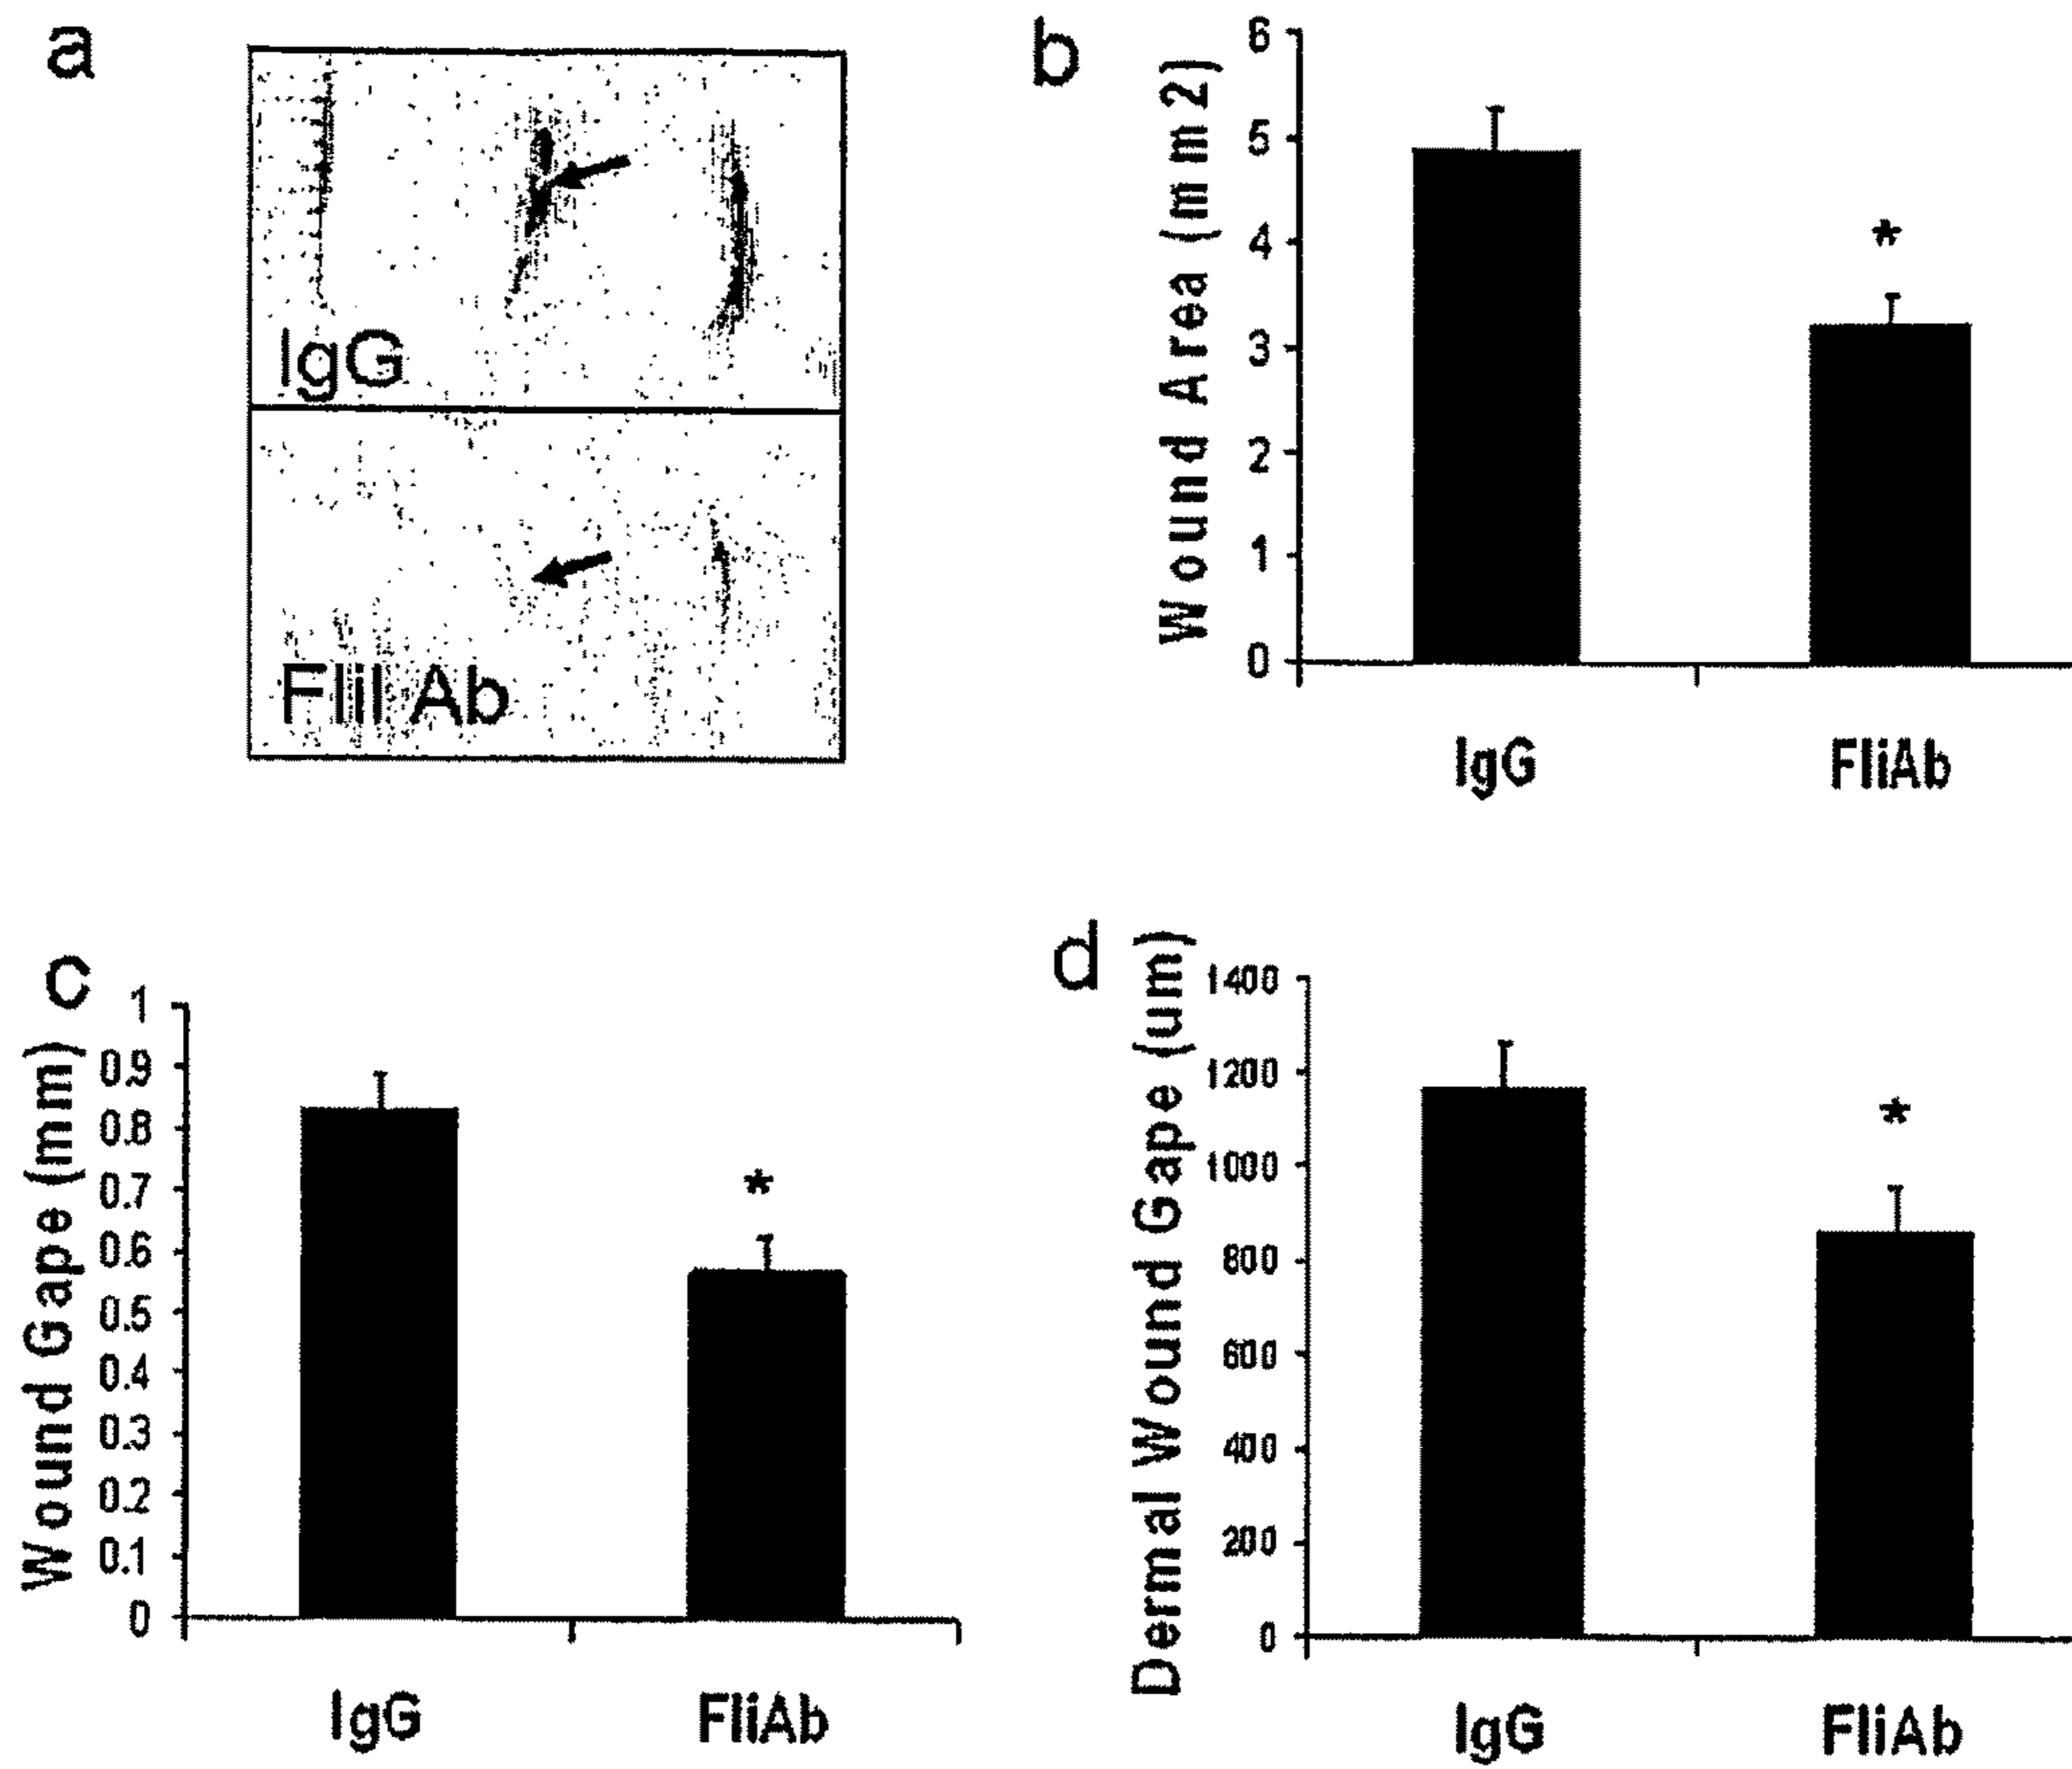 a
IgG
FliI Ab
b
Wound Area (mm2)
6
5
4
3
2
1
0
*
IgG
FliAb
c
Wound Gape (mm)
1
0.9
0.8
0.7
0.6
0.5
0.4
0.3
0.2
0.1
0
*
IgG
FliAb
d
Dermal Wound Gape (um)
1400
1200
1000
800
600
400
200
0
*
IgG
FliAb